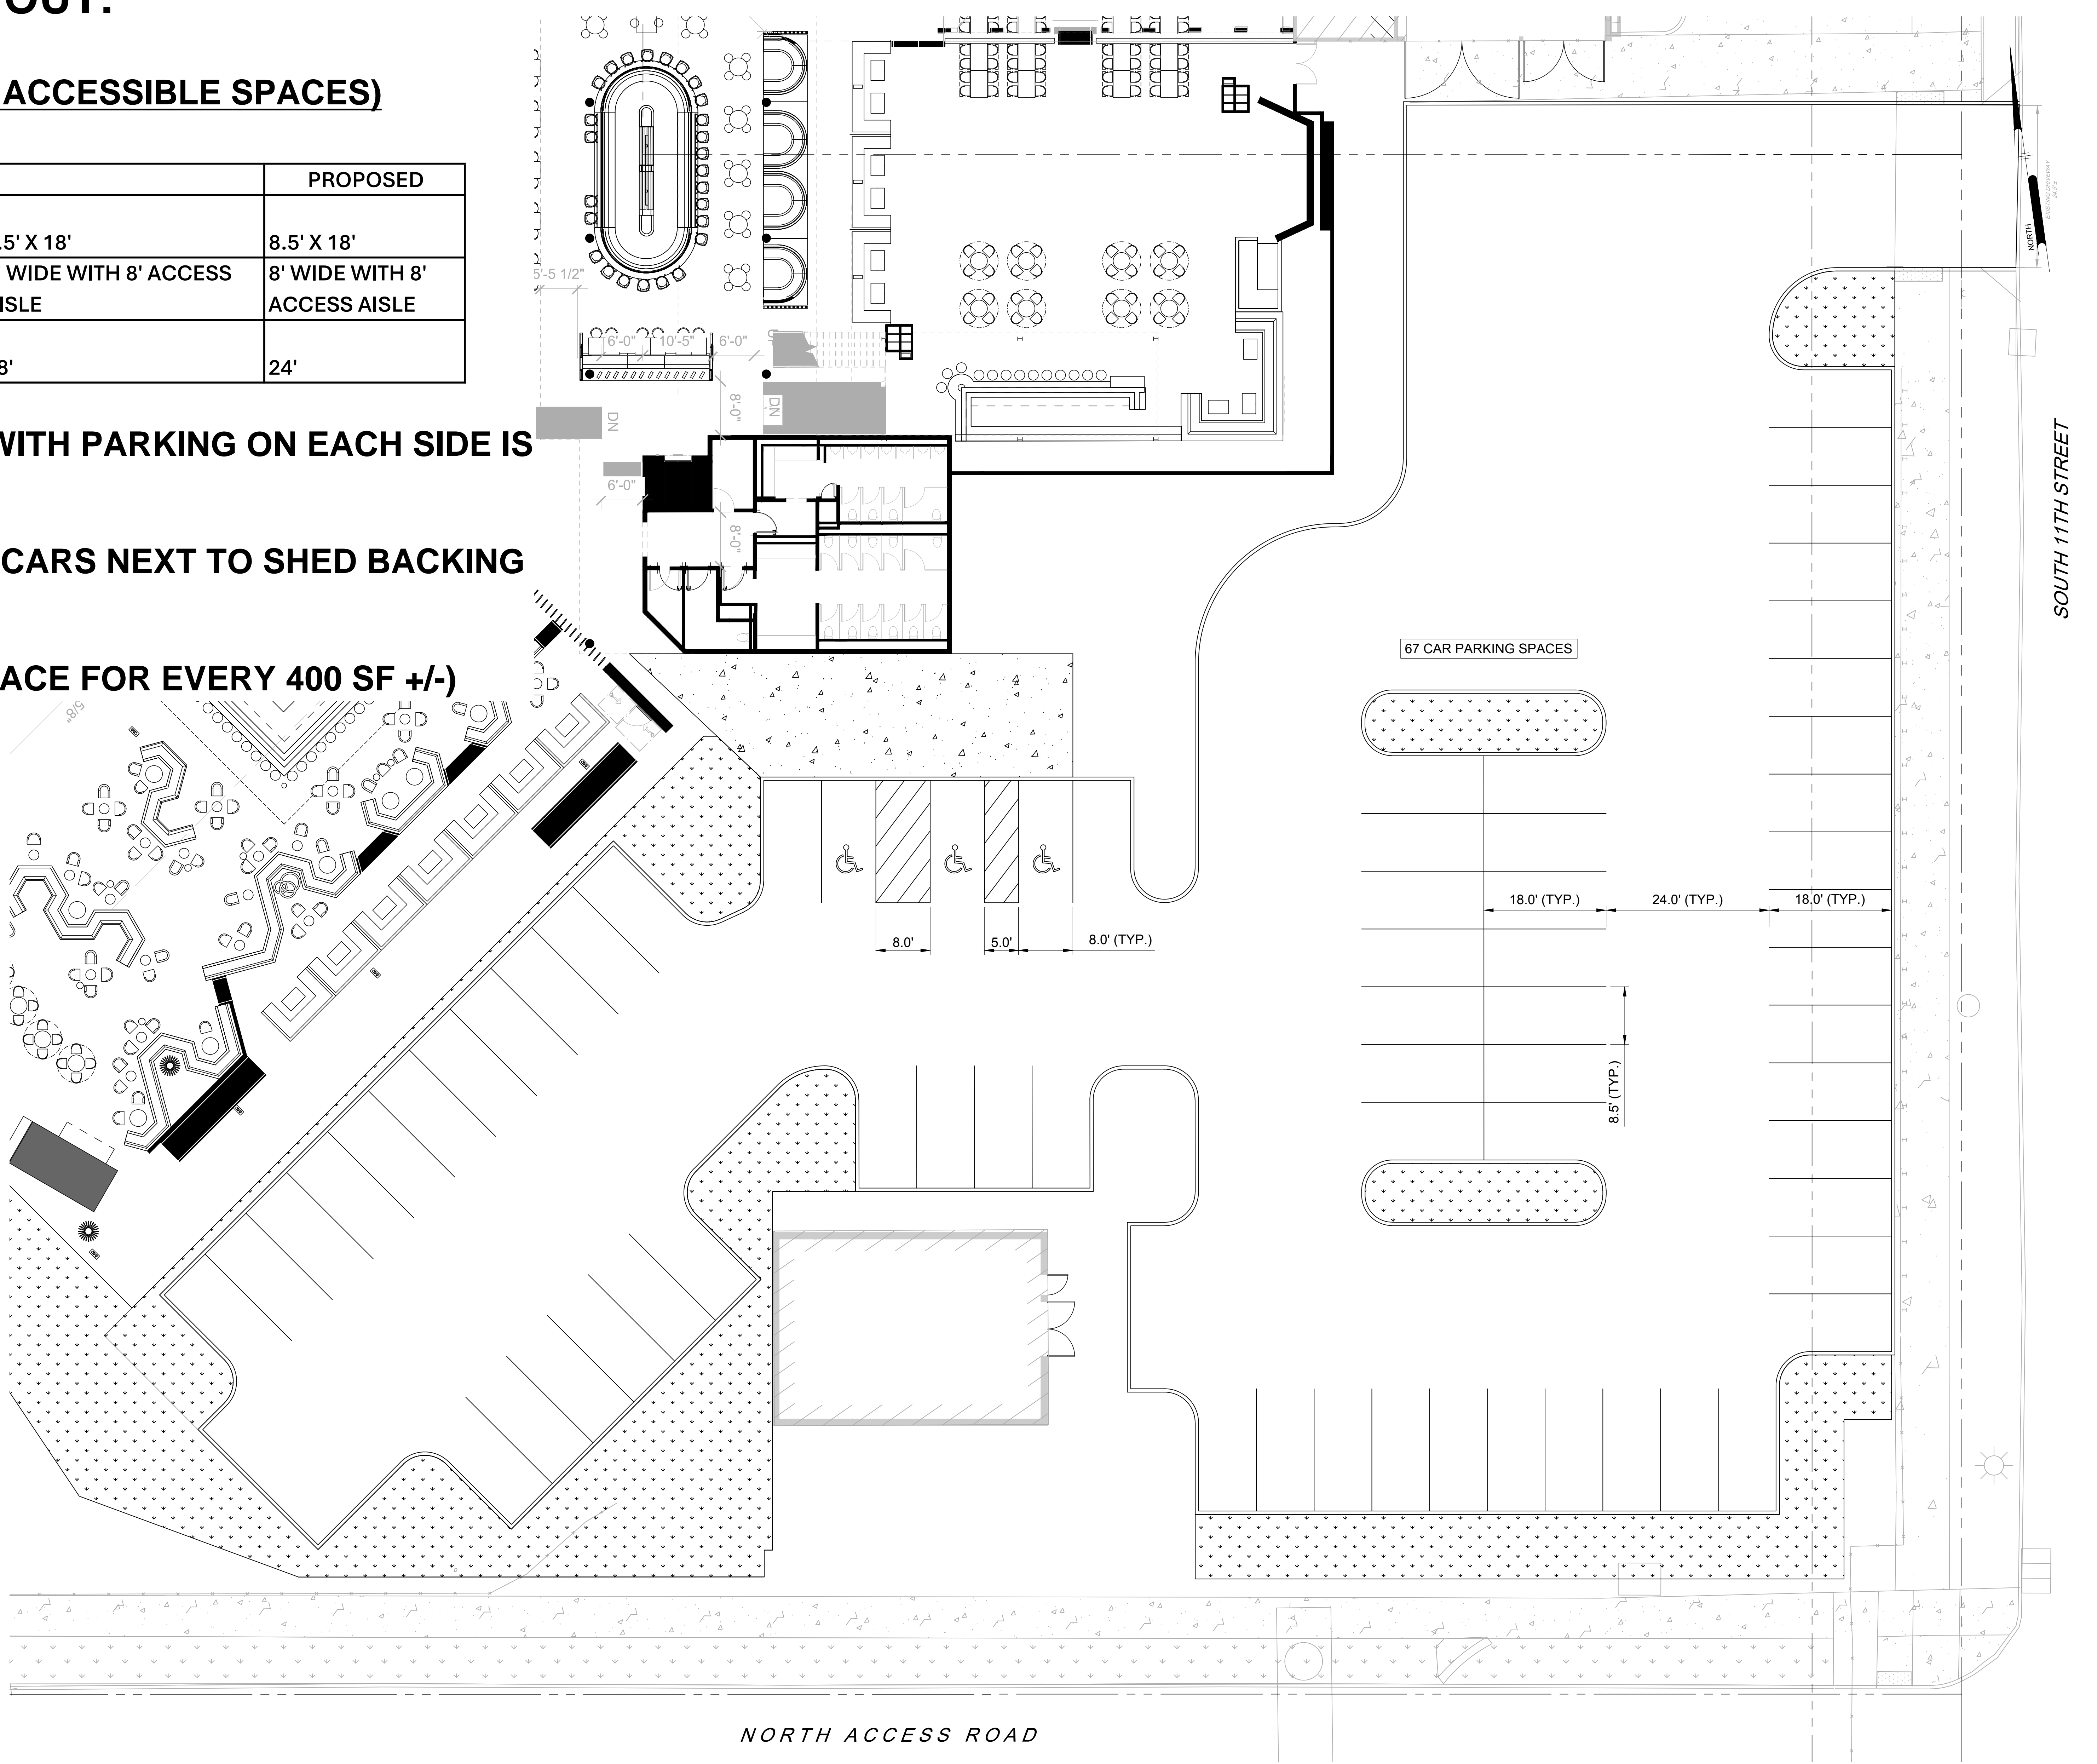 OUT:
ACCESSIBLE SPACES)
PROPOSED
.5' X 18'
8.5' X 18'
' WIDE WITH 8' ACCESS
ISLE
8' WIDE WITH 8'
ACCESS AISLE
8'
24'
WITH PARKING ON EACH SIDE IS
CARS NEXT TO SHED BACKING
ACE FOR EVERY 400 SF +/-)
5'-5 1/2"
6'-0"
10'-5"
6'-0"
8'-0"
DN
DN
6'-0"
8'-0"
5/8"
EXISTING DRIVEWAY
NORTH
SOUTH 11TH STREET
67 CAR PARKING SPACES
18.0' (TYP.)
24.0' (TYP.)
18.0' (TYP.)
8.0'
5.0'
8.0' (TYP.)
8.5' (TYP.)
NORTH ACCESS ROAD